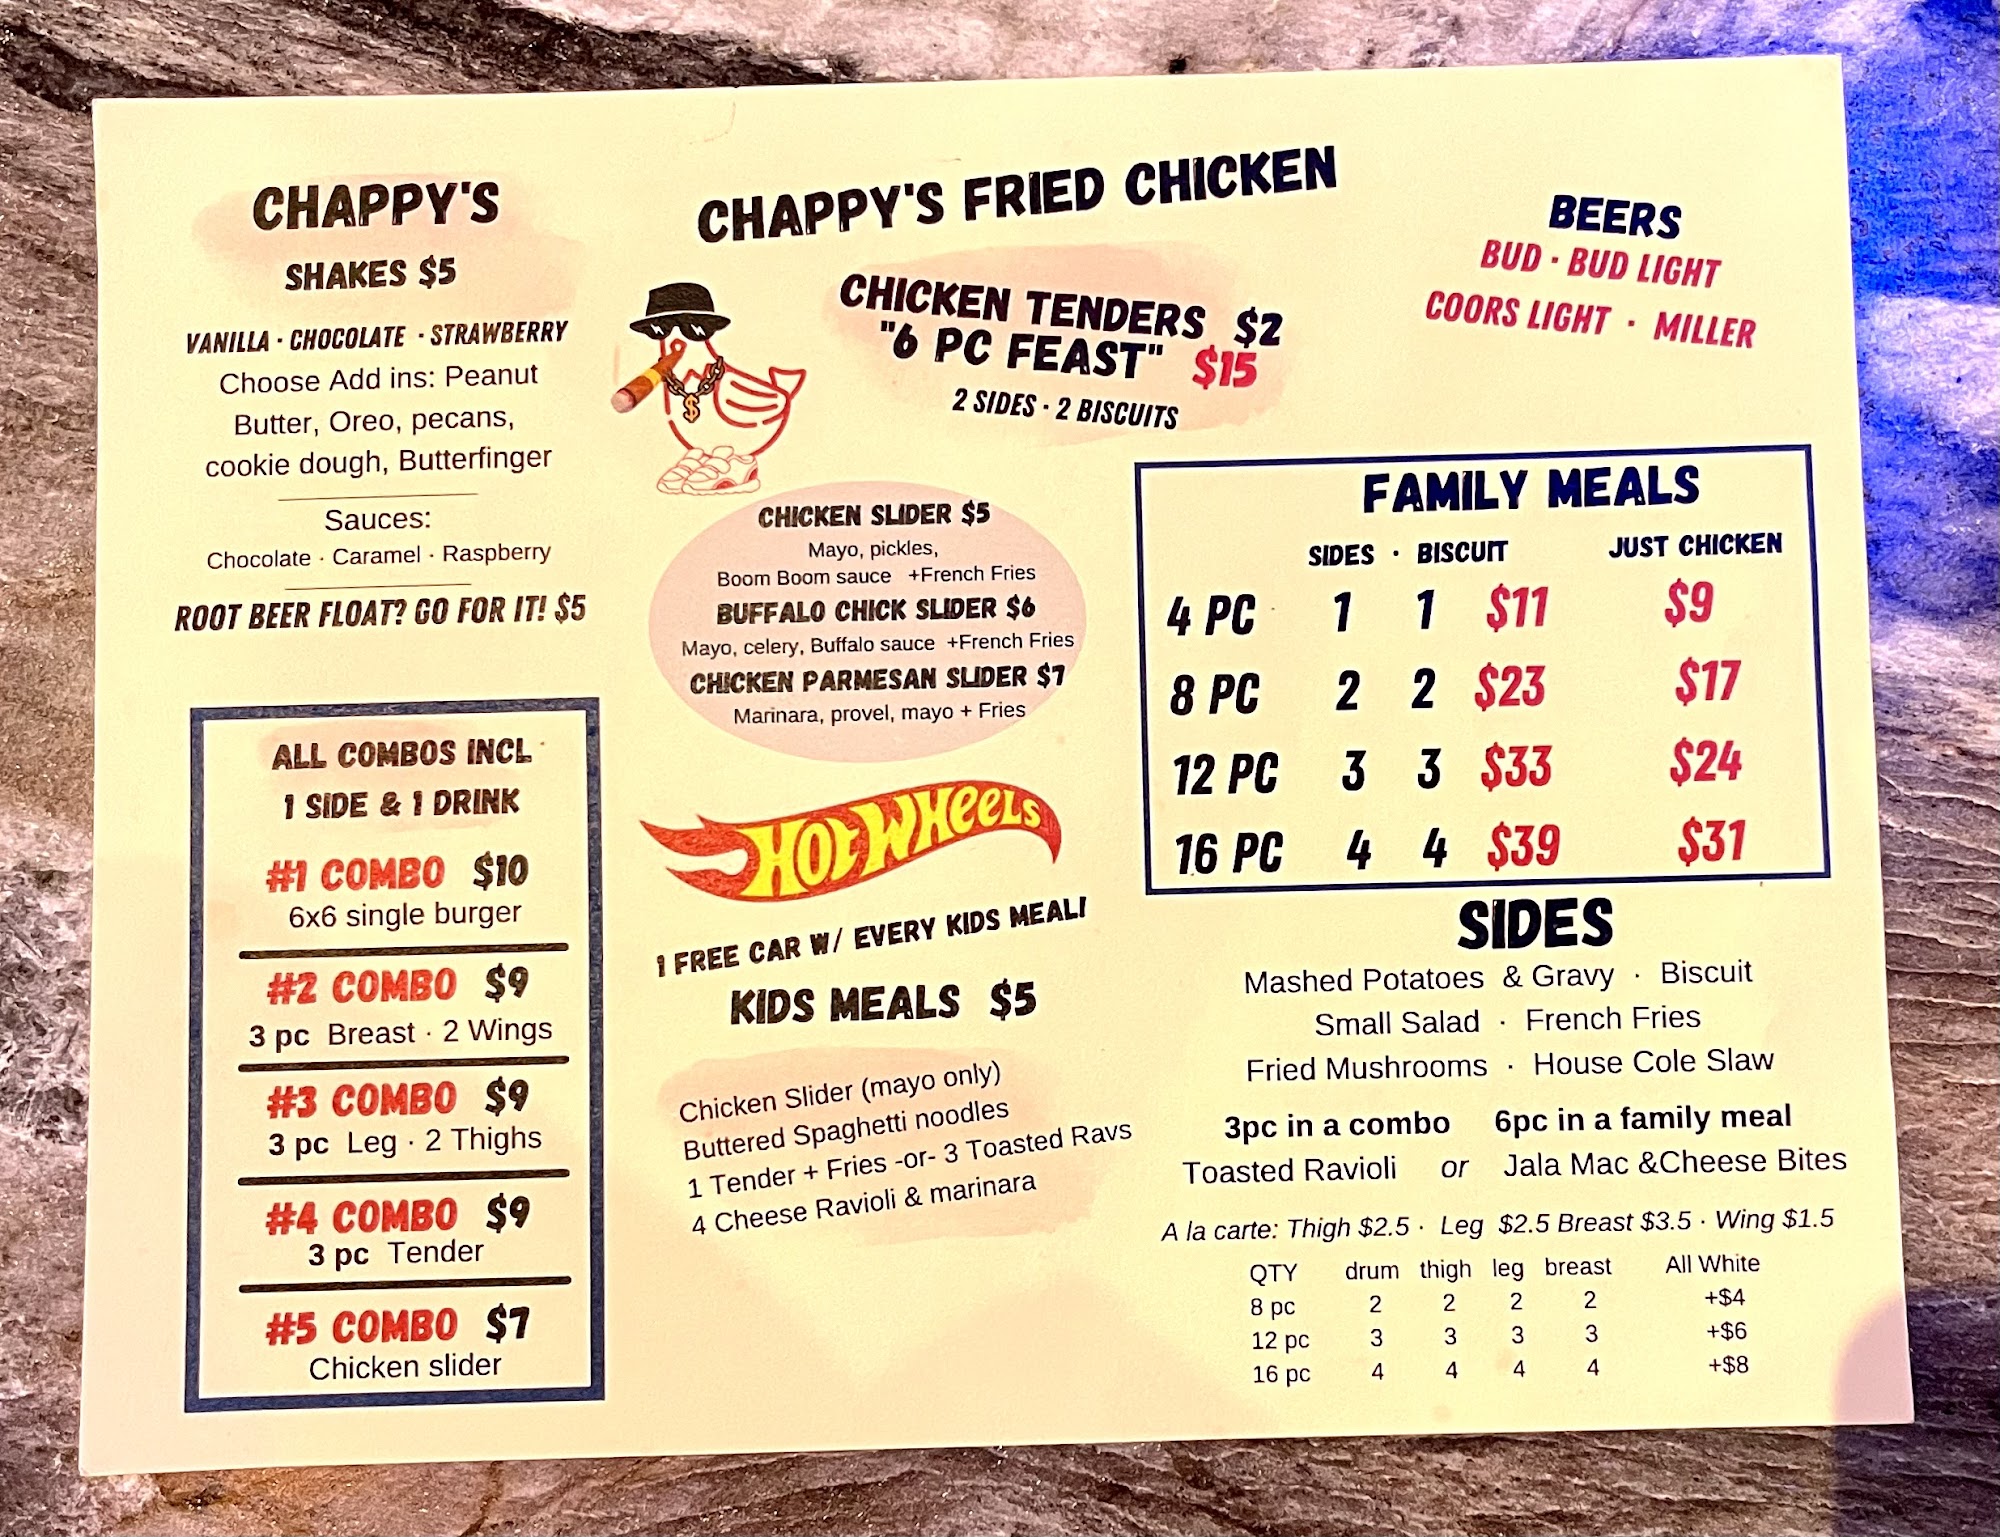 CHAPPY'S
SHAKES $5
VANILLA · CHOCOLATE · STRAWBERRY
Choose Add ins: Peanut
Butter, Oreo, pecans,
cookie dough, Butterfinger
Sauces:
Chocolate · Caramel · Raspberry
ROOT BEER FLOAT? GO FOR IT! $5
ALL COMBOS INCL
1 SIDE & 1 DRINK
#1 COMBO $10
6x6 single burger
#2 COMBO $9
3 pc Breast · 2 Wings
#3 COMBO $9
3 pc Leg · 2 Thighs
#4 COMBO $9
3 pc Tender
#5 COMBO $7
Chicken slider
CHAPPY'S FRIED CHICKEN
CHICKEN TENDERS $2
"6 PC FEAST" $15
2 SIDES · 2 BISCUITS
$
CHICKEN SLIDER $5
Mayo, pickles,
Boom Boom sauce +French Fries
BUFFALO CHICK SLIDER $6
Mayo, celery, Buffalo sauce +French Fries
CHICKEN PARMESAN SLIDER $7
Marinara, provel, mayo + Fries
HOT WHEELS
1 FREE CAR W/ EVERY KIDS MEAL!
KIDS MEALS $5
Chicken Slider (mayo only)
Buttered Spaghetti noodles
1 Tender + Fries -or- 3 Toasted Ravs
4 Cheese Ravioli & marinara
BEERS
BUD · BUD LIGHT
COORS LIGHT · MILLER
FAMILY MEALS
SIDES · BISCUIT JUST CHICKEN
4 PC 1 1 $11 $9
8 PC 2 2 $23 $17
12 PC 3 3 $33 $24
16 PC 4 4 $39 $31
SIDES
Mashed Potatoes & Gravy · Biscuit
Small Salad · French Fries
Fried Mushrooms · House Cole Slaw
3pc in a combo 6pc in a family meal
Toasted Ravioli or Jala Mac &Cheese Bites
A la carte: Thigh $2.5 · Leg $2.5 Breast $3.5 · Wing $1.5
QTY drum thigh leg breast All White
8 pc 2 2 2 2 +$4
12 pc 3 3 3 3 +$6
16 pc 4 4 4 4 +$8